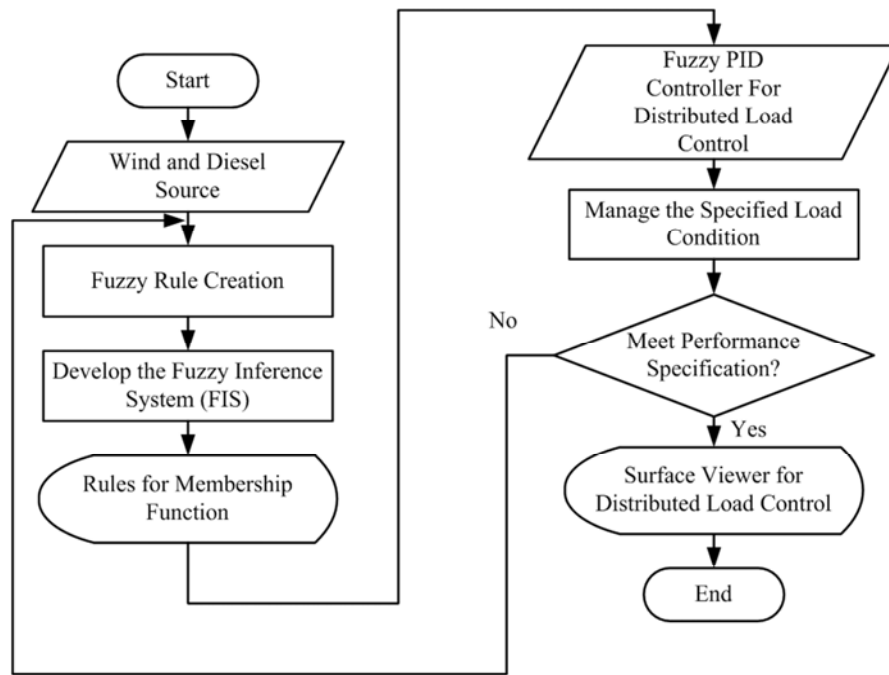 Start
Wind and Diesel
Source
Fuzzy Rule Creation
Develop the Fuzzy Inference
System (FIS)
Rules for Membership
Function
Fuzzy PID
Controller For
Distributed Load
Control
Manage the Specified Load
Condition
No
Meet Performance
Specification?
Yes
Surface Viewer for
Distributed Load Control
End